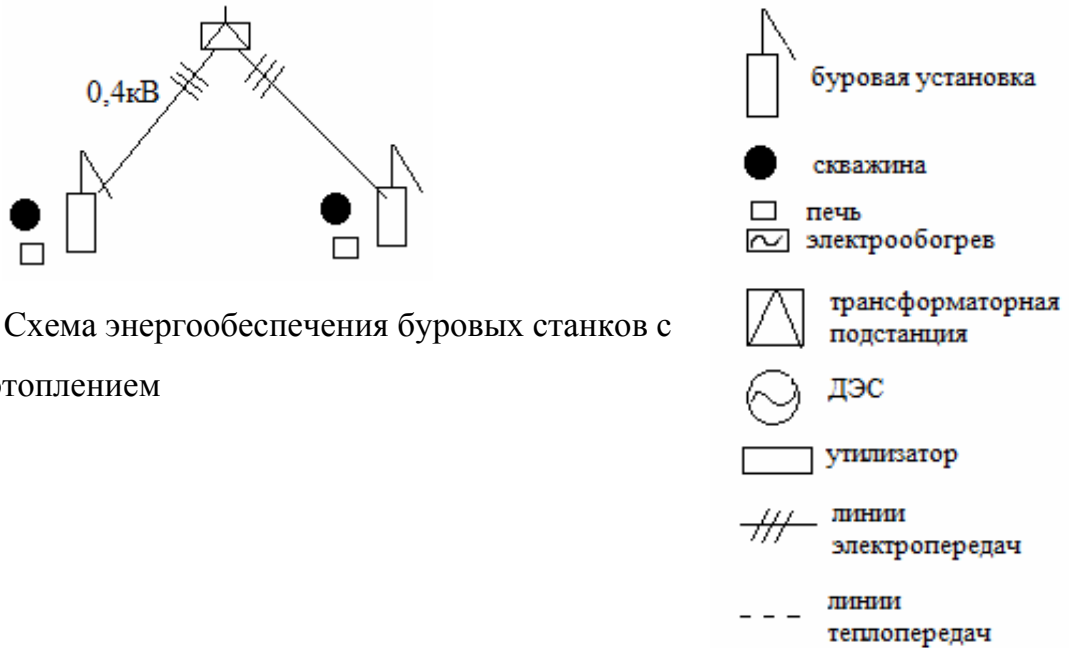 0,4кВ
Схема энергообеспечения буровых станков с
отоплением
буровая установка
скважина
печь
электрообогрев
трансформаторная
подстанция
ДЭС
утилизатор
линии
электропередач
линии
теплопередач